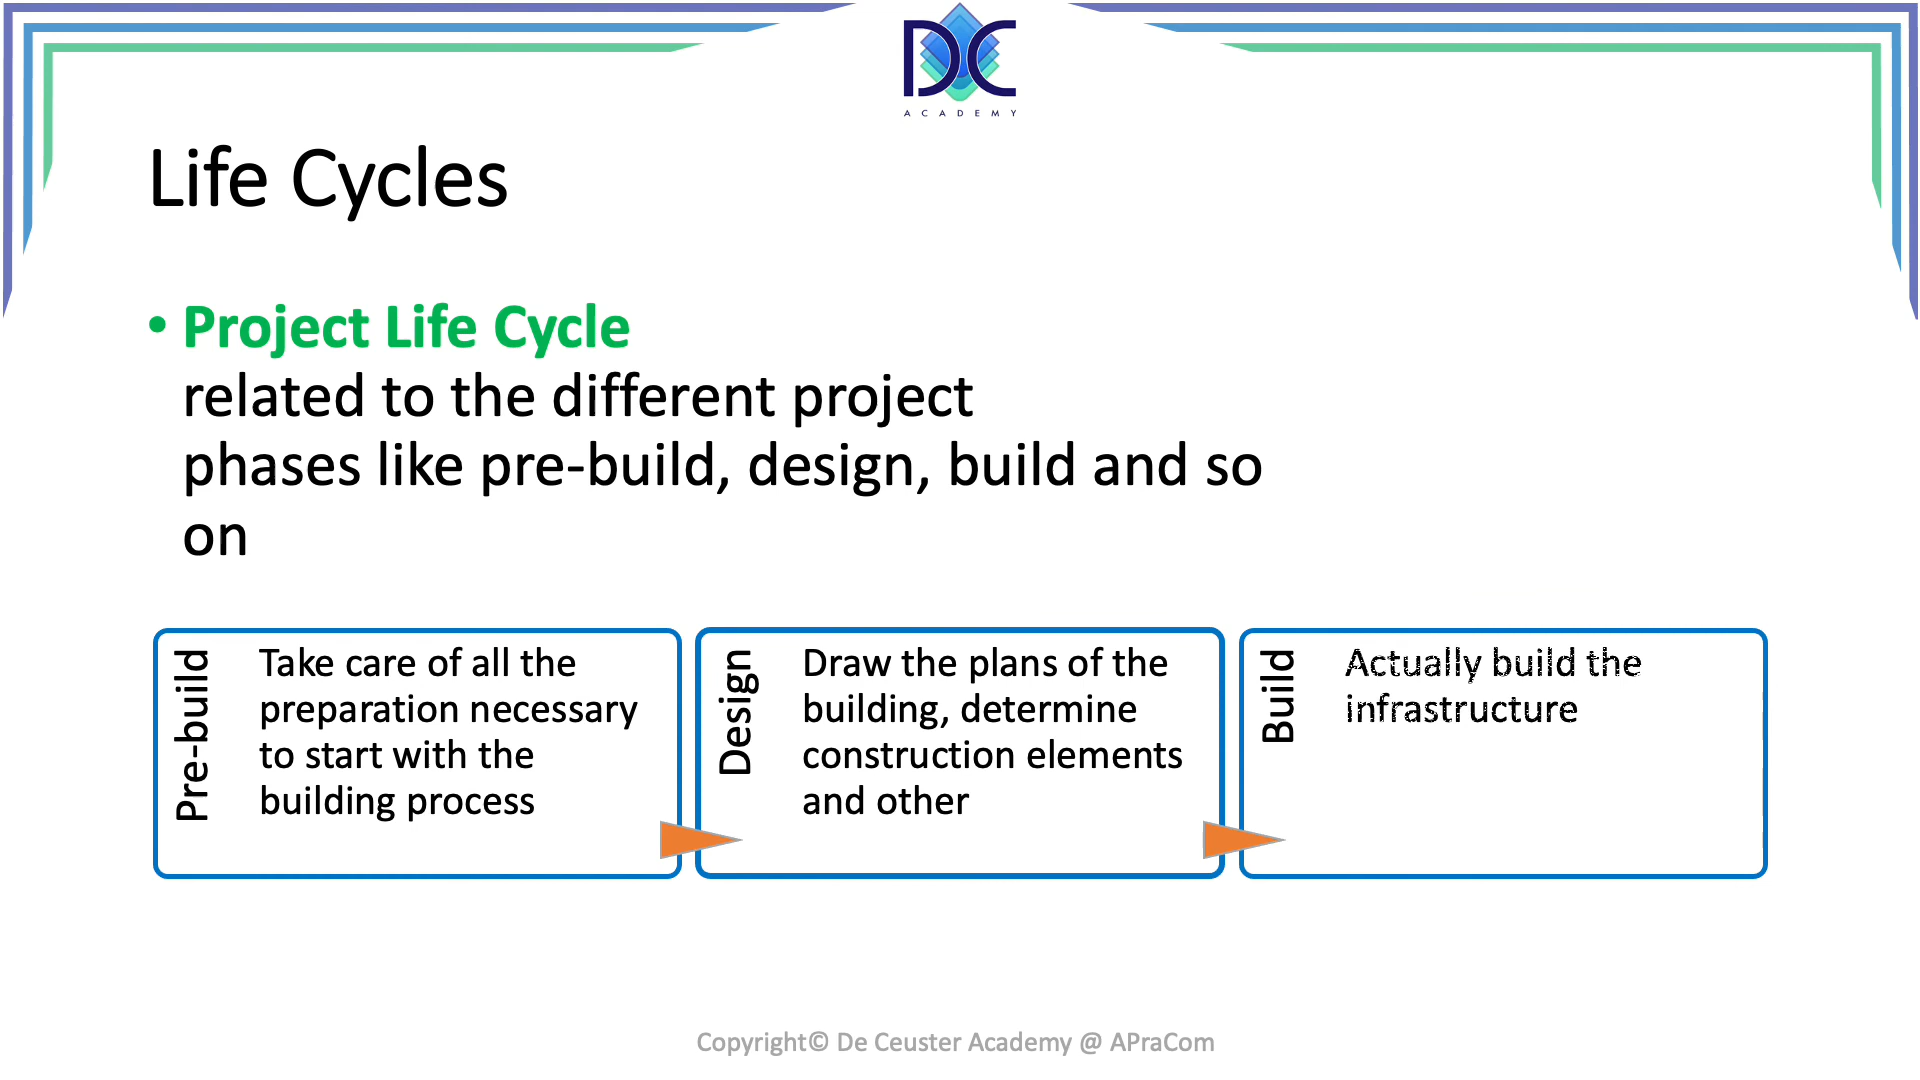 DC
ACADEMY
Life Cycles
• Project Life Cycle
related to the different project
phases like pre-build, design, build and so
on
Pre-build
Take care of all the
preparation necessary
to start with the
building process
Design
Draw the plans of the
building, determine
construction elements
and other
Build
Actually build the
infrastructure
Copyright© De Ceuster Academy @ APraCom